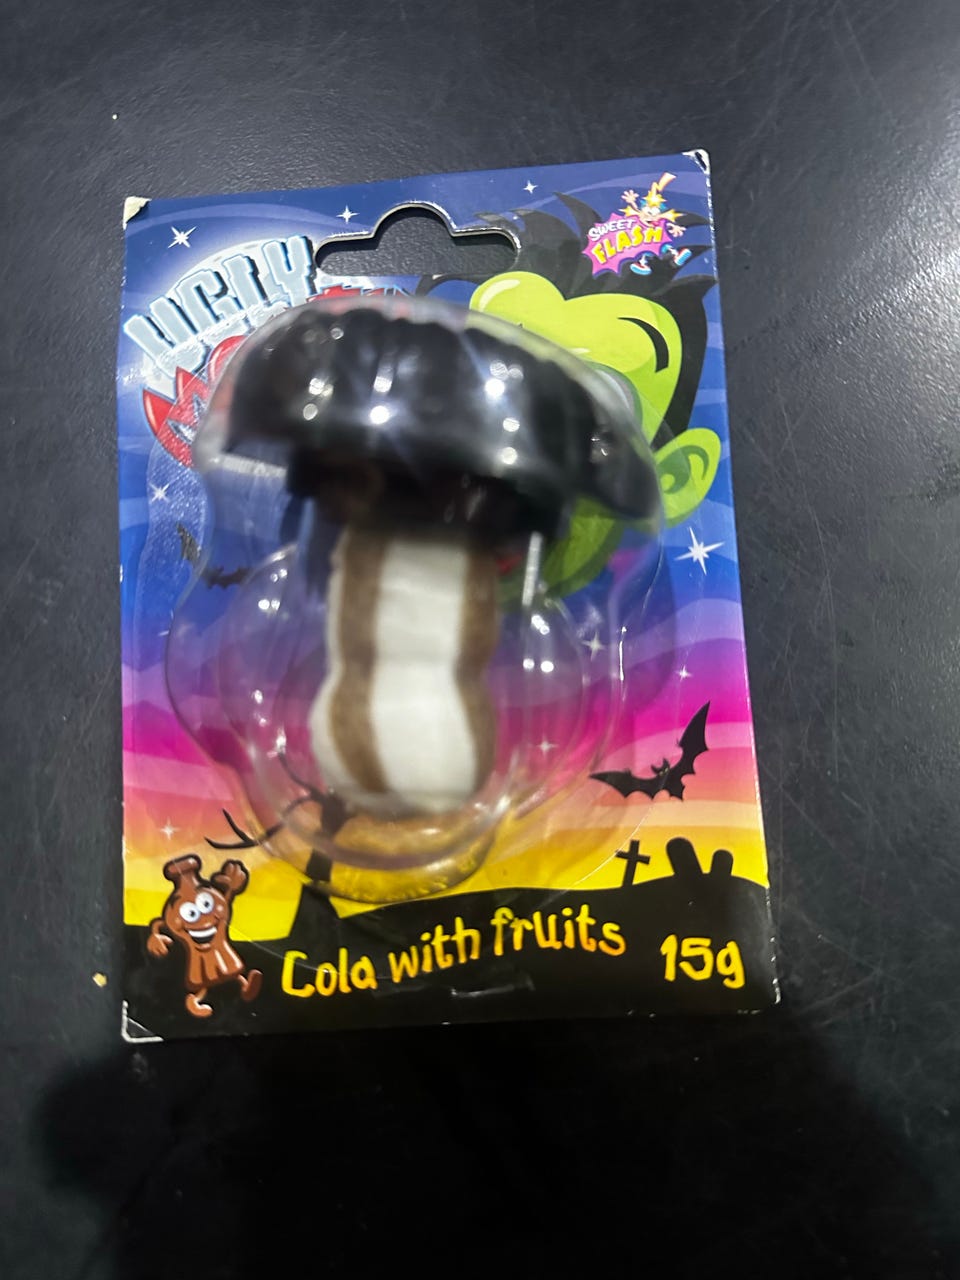 SWEET
FLASH
UGLY
Cola with fruits
15g